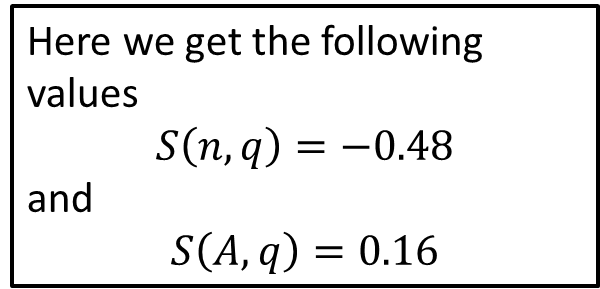 Here we get the following
values
S(n, q) = −0.48
and
S(A, q) = 0.16